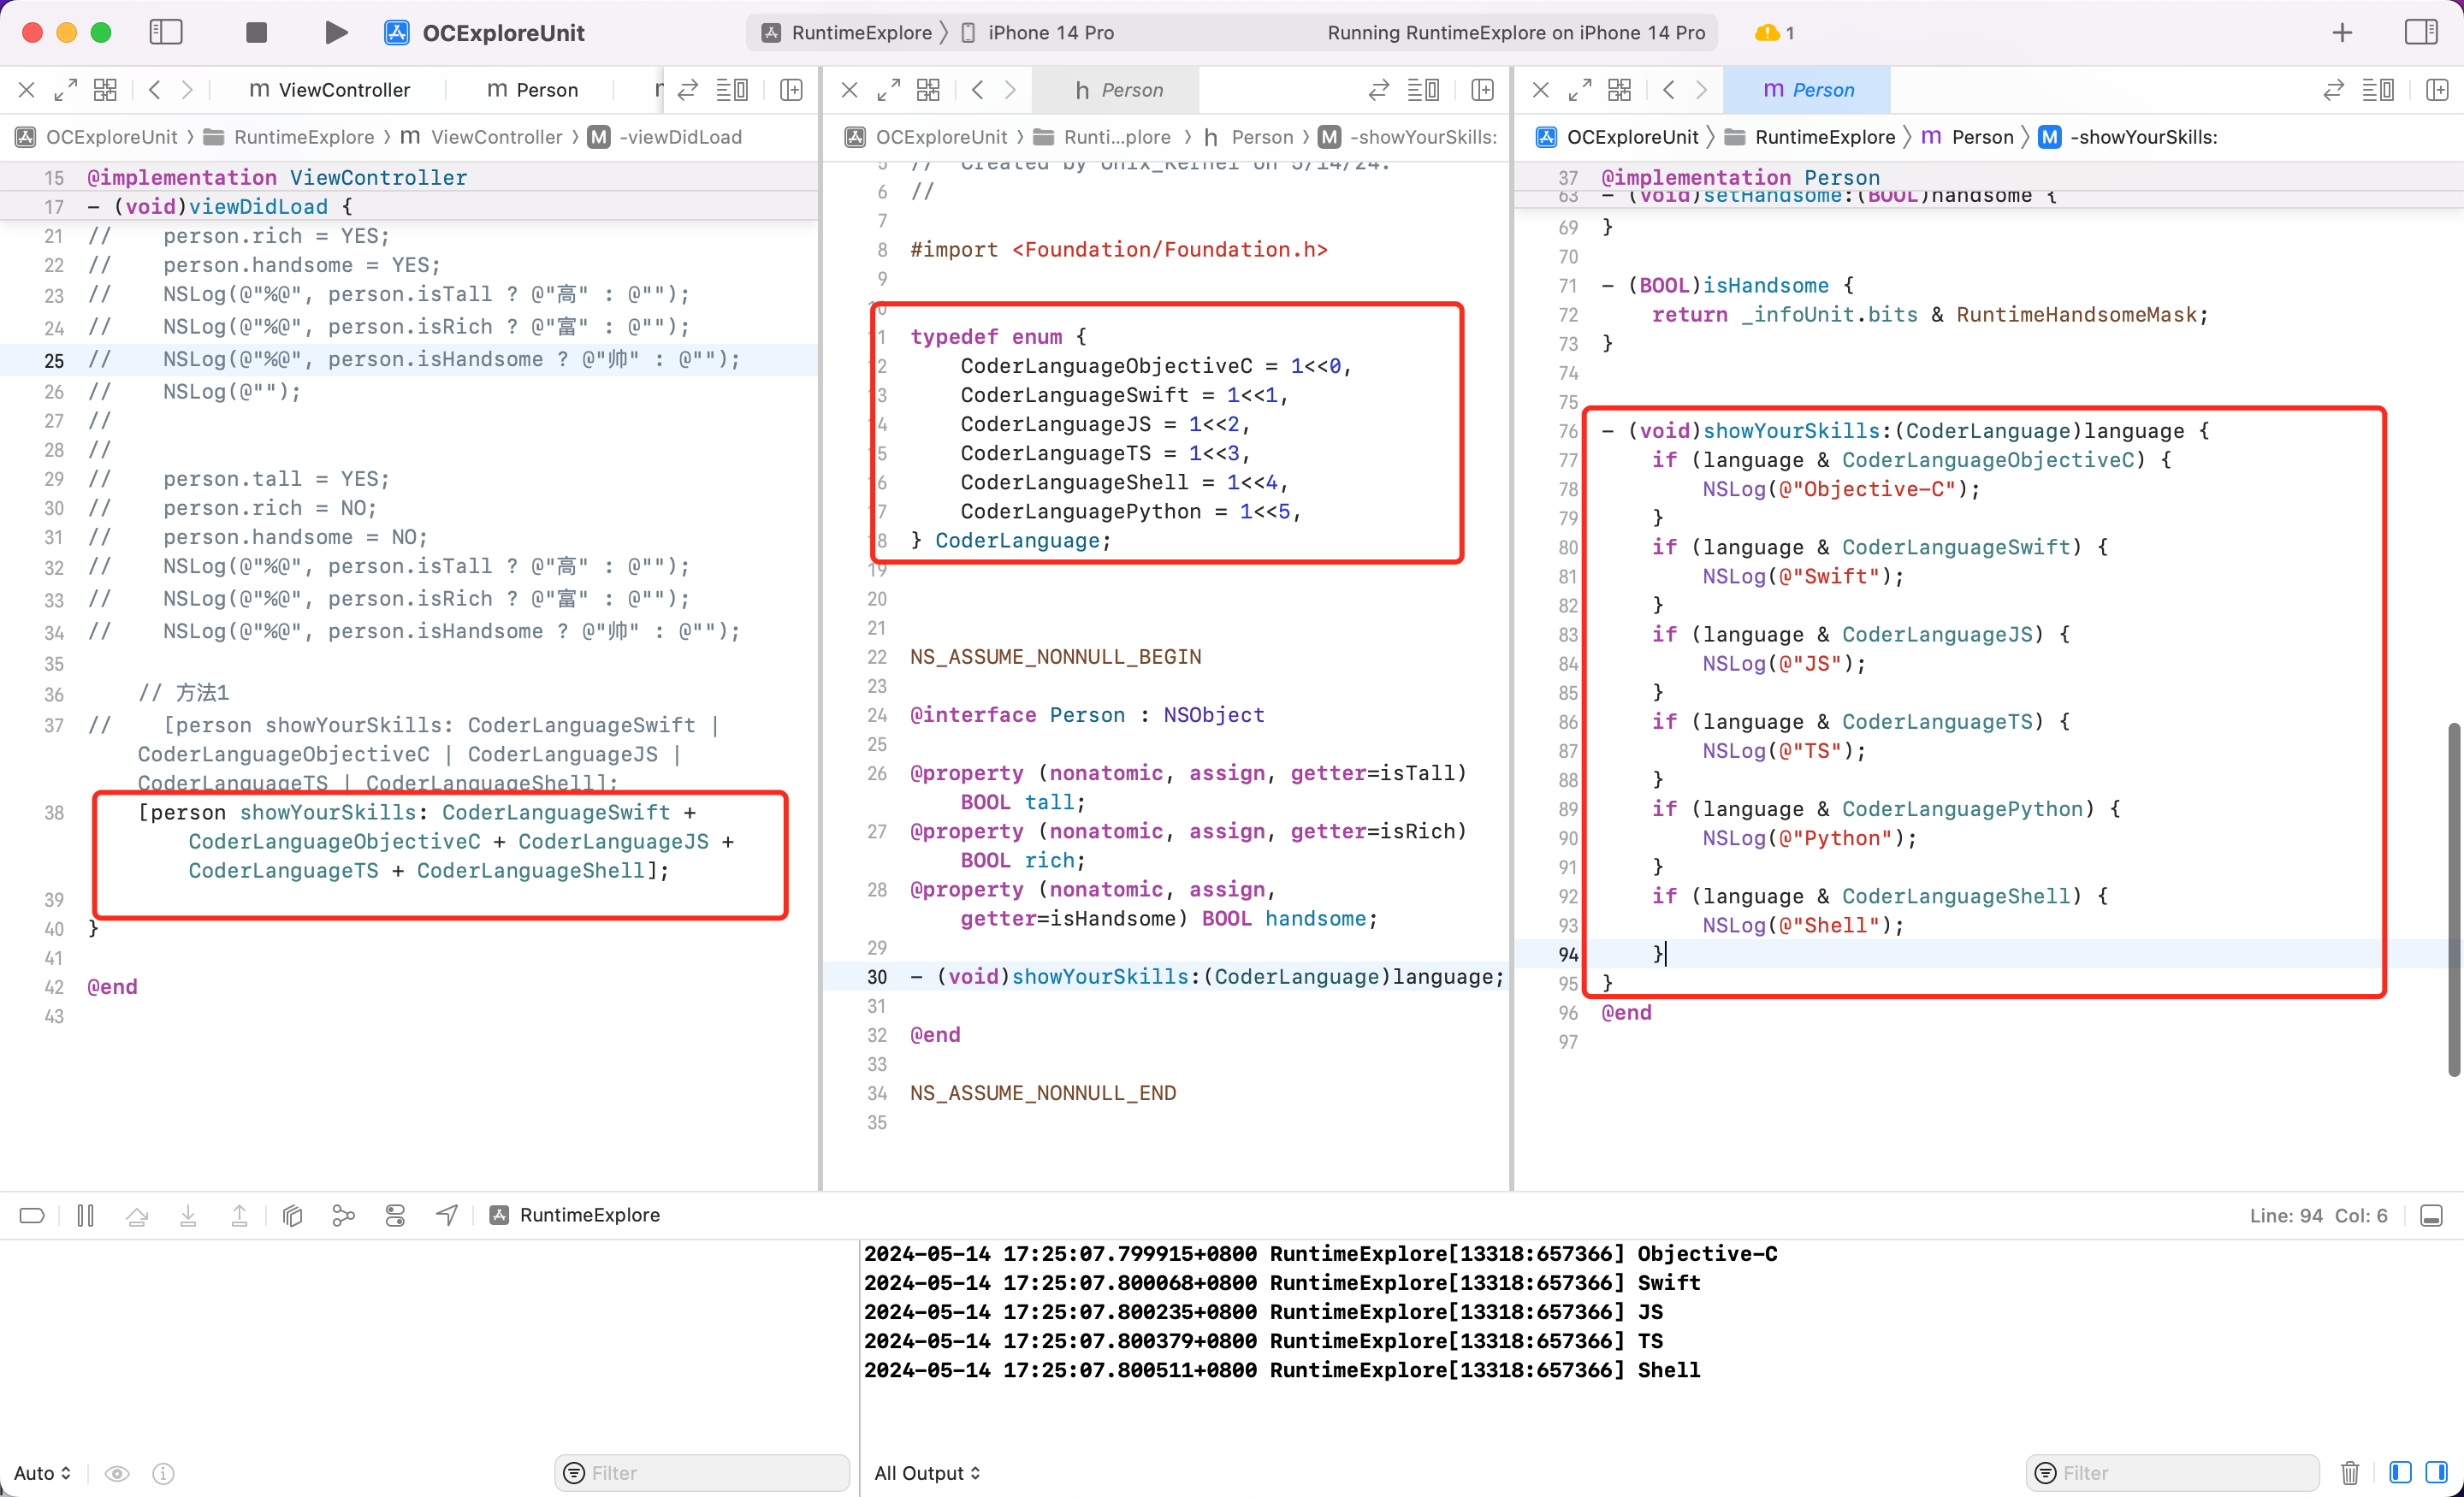 OCExploreUnit
RuntimeExplore 〉 iPhone 14 Pro
Running RuntimeExplore on iPhone 14 Pro
1
m ViewController
m Person
OCExploreUnit 〉 RuntimeExplore 〉 m ViewController 〉 M -viewDidLoad
15 @implementation ViewController
17 - (void)viewDidLoad {
21 //    person.rich = YES;
22 //    person.handsome = YES;
23 //    NSLog(@"%@", person.isTall ? @"高" : @"");
24 //    NSLog(@"%@", person.isRich ? @"富" : @"");
25 //    NSLog(@"%@", person.isHandsome ? @"帅" : @"");
26 //    NSLog(@"");
27 //
28 //
29 //    person.tall = YES;
30 //    person.rich = NO;
31 //    person.handsome = NO;
32 //    NSLog(@"%@", person.isTall ? @"高" : @"");
33 //    NSLog(@"%@", person.isRich ? @"富" : @"");
34 //    NSLog(@"%@", person.isHandsome ? @"帅" : @"");
35
36     // 方法1
37 //    [person showYourSkills: CoderLanguageSwift |
CoderLanguageObjectiveC | CoderLanguageJS |
CoderLanguageTS | CoderLanguageShell];
38     [person showYourSkills: CoderLanguageSwift +
CoderLanguageObjectiveC + CoderLanguageJS +
CoderLanguageTS + CoderLanguageShell];
39
40 }
41
42 @end
43
h Person
OCExploreUnit 〉 Runti...plore 〉 h Person 〉 M -showYourSkills:
5 //  Created by Unix_Kernel on 5/14/24.
6 //
7
8 #import <Foundation/Foundation.h>
9
10
11 typedef enum {
12     CoderLanguageObjectiveC = 1<<0,
13     CoderLanguageSwift = 1<<1,
14     CoderLanguageJS = 1<<2,
15     CoderLanguageTS = 1<<3,
16     CoderLanguageShell = 1<<4,
17     CoderLanguagePython = 1<<5,
18 } CoderLanguage;
19
20
21
22 NS_ASSUME_NONNULL_BEGIN
23
24 @interface Person : NSObject
25
26 @property (nonatomic, assign, getter=isTall)
BOOL tall;
27 @property (nonatomic, assign, getter=isRich)
BOOL rich;
28 @property (nonatomic, assign,
getter=isHandsome) BOOL handsome;
29
30 - (void)showYourSkills:(CoderLanguage)language;
31
32 @end
33
34 NS_ASSUME_NONNULL_END
35
m Person
OCExploreUnit 〉 RuntimeExplore 〉 m Person 〉 M -showYourSkills:
37 @implementation Person
63 - (void)setHandsome:(BOOL)handsome {
69 }
70
71 - (BOOL)isHandsome {
72     return _infoUnit.bits & RuntimeHandsomeMask;
73 }
74
75
76 - (void)showYourSkills:(CoderLanguage)language {
77     if (language & CoderLanguageObjectiveC) {
78         NSLog(@"Objective-C");
79     }
80     if (language & CoderLanguageSwift) {
81         NSLog(@"Swift");
82     }
83     if (language & CoderLanguageJS) {
84         NSLog(@"JS");
85     }
86     if (language & CoderLanguageTS) {
87         NSLog(@"TS");
88     }
89     if (language & CoderLanguagePython) {
90         NSLog(@"Python");
91     }
92     if (language & CoderLanguageShell) {
93         NSLog(@"Shell");
94     }
95 }
96 @end
97
RuntimeExplore
Line: 94 Col: 6
2024-05-14 17:25:07.799915+0800 RuntimeExplore[13318:657366] Objective-C
2024-05-14 17:25:07.800068+0800 RuntimeExplore[13318:657366] Swift
2024-05-14 17:25:07.800235+0800 RuntimeExplore[13318:657366] JS
2024-05-14 17:25:07.800379+0800 RuntimeExplore[13318:657366] TS
2024-05-14 17:25:07.800511+0800 RuntimeExplore[13318:657366] Shell
Auto
Filter
All Output
Filter